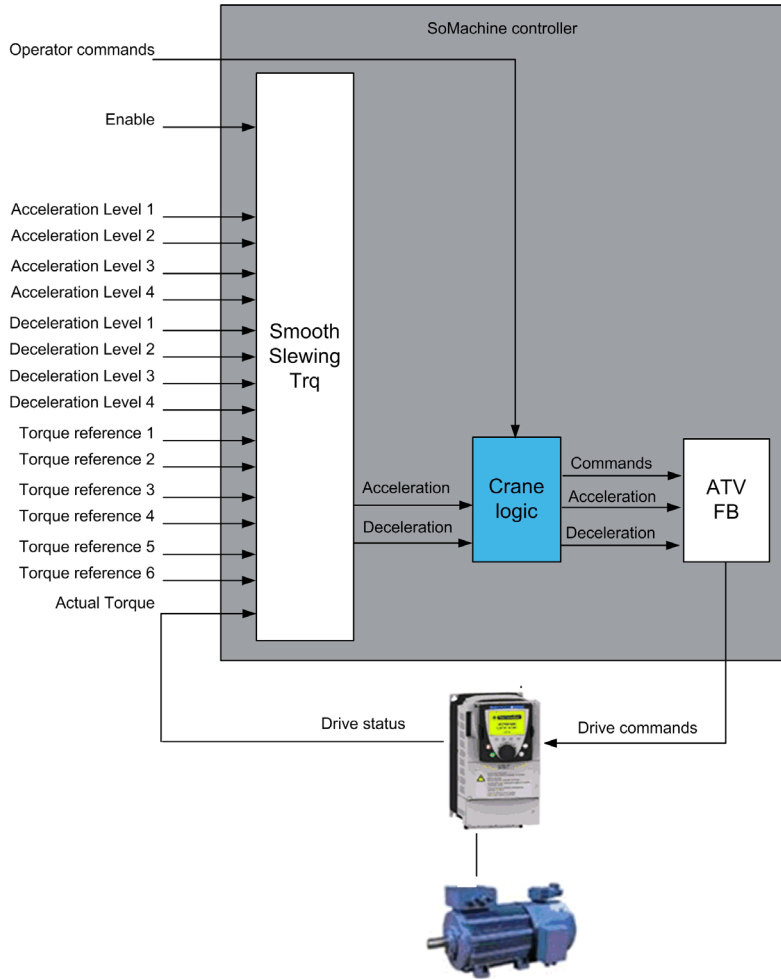 SoMachine controller
Operator commands
Enable
Acceleration Level 1
Acceleration Level 2
Acceleration Level 3
Acceleration Level 4
Deceleration Level 1
Deceleration Level 2
Deceleration Level 3
Deceleration Level 4
Torque reference 1
Torque reference 2
Torque reference 3
Torque reference 4
Torque reference 5
Torque reference 6
Actual Torque
Smooth
Slewing
Trq
Acceleration
Deceleration
Crane
logic
Commands
Acceleration
Deceleration
ATV
FB
Drive status
Drive commands